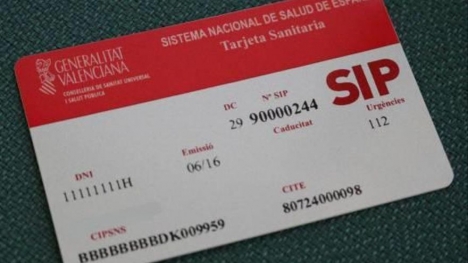 GENERALITAT
VALENCIANA
CONSELLERIA DE SANITAT UNIVERSAL
I SALUT PÚBLICA
SISTEMA NACIONAL DE SALUD DE ESPAÑ
Tarjeta Sanitaria
SIP
DC Nº SIP
29 90000244
Urgències
112
Emissió Caducitat
06/16
DNI
11111111H
CITE
80724000098
CIPSNS
BBBBBBBBDK009959